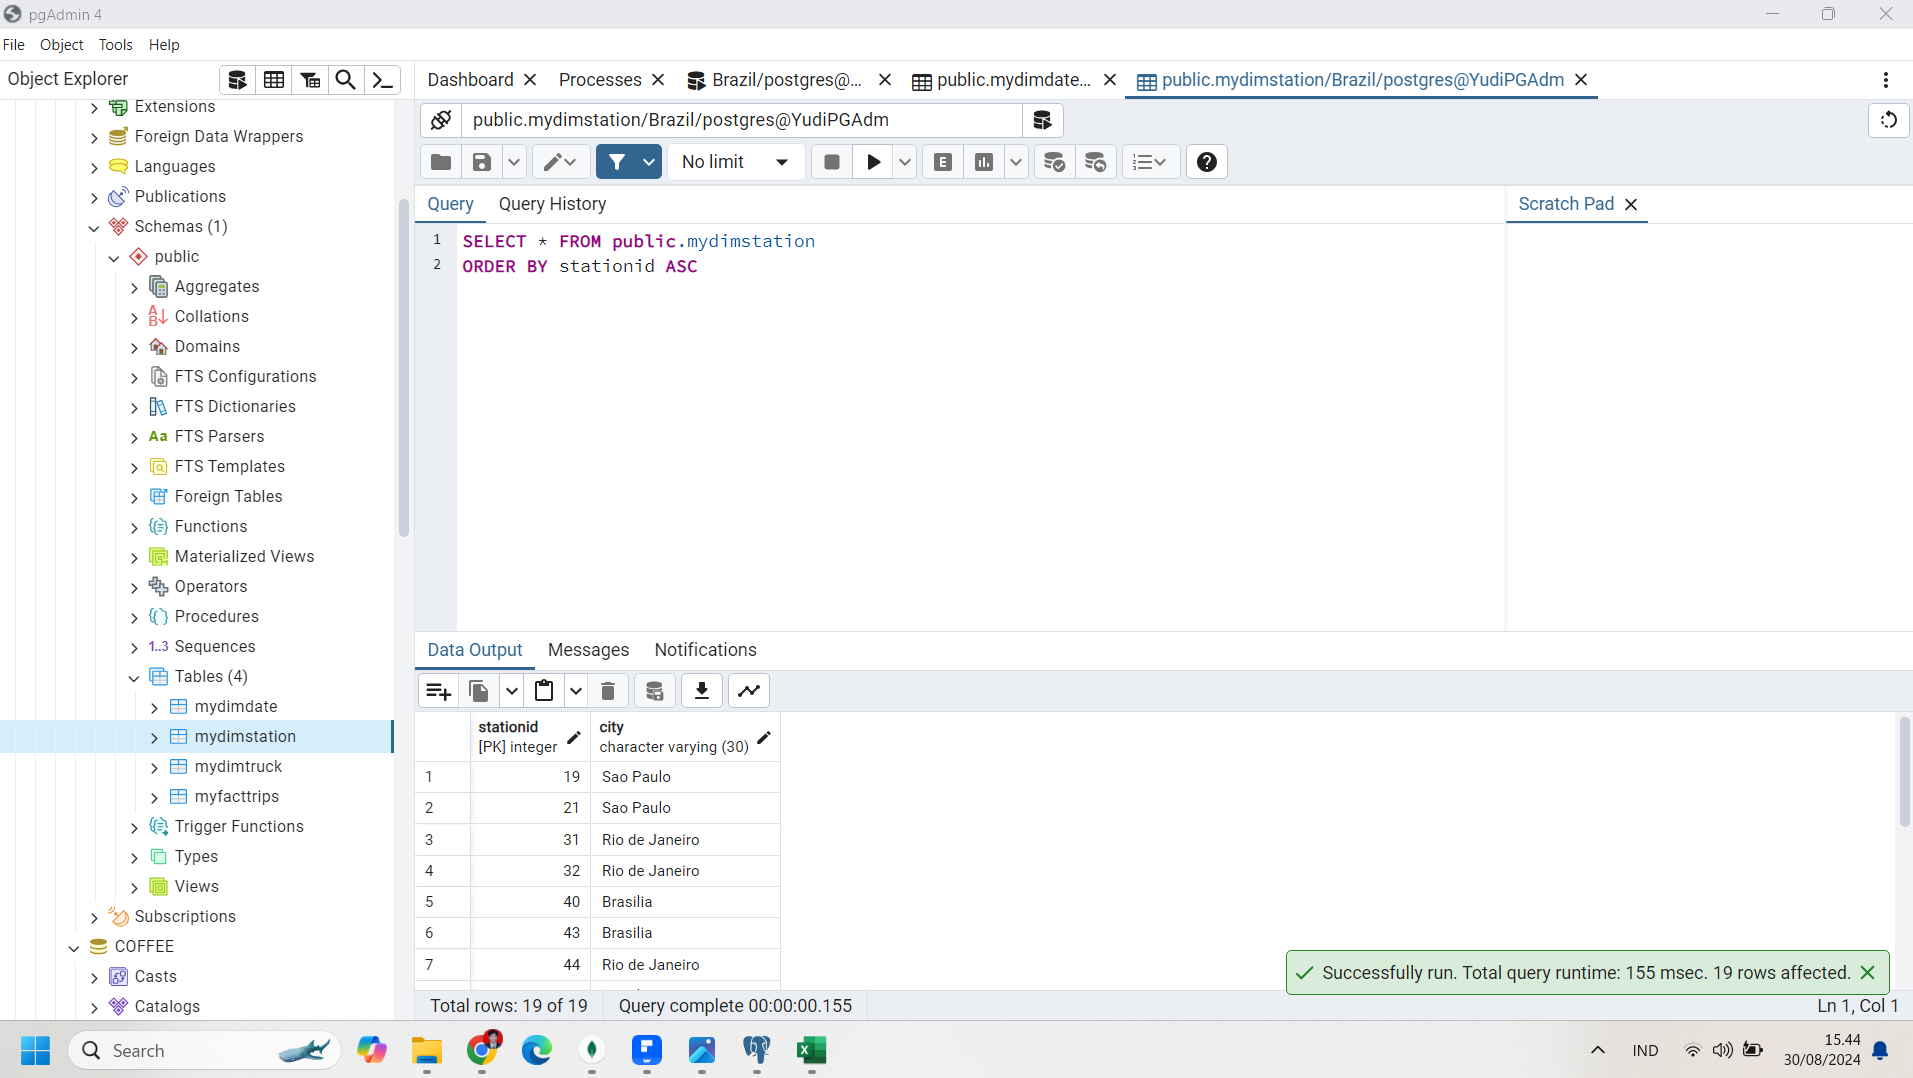 pgAdmin 4
File Object Tools Help
Object Explorer
Dashboard Processes Brazil/postgres@... public.mydimdate... public.mydimstation/Brazil/postgres@YudiPGAdm
public.mydimstation/Brazil/postgres@YudiPGAdm
No limit
E
Query Query History
Scratch Pad
1 SELECT * FROM public.mydimstation
2 ORDER BY stationid ASC
Extensions
Foreign Data Wrappers
Languages
Publications
Schemas (1)
public
Aggregates
Collations
Domains
FTS Configurations
FTS Dictionaries
Aa FTS Parsers
FTS Templates
Foreign Tables
Functions
Materialized Views
Operators
Procedures
1..3 Sequences
Tables (4)
mydimdate
mydimstation
mydimtruck
myfacttrips
Trigger Functions
Types
Views
Subscriptions
COFFEE
Casts
Catalogs
Data Output Messages Notifications
stationid city
[PK] integer character varying (30)
1 19 Sao Paulo
2 21 Sao Paulo
3 31 Rio de Janeiro
4 32 Rio de Janeiro
5 40 Brasilia
6 43 Brasilia
7 44 Rio de Janeiro
Successfully run. Total query runtime: 155 msec. 19 rows affected.
Total rows: 19 of 19 Query complete 00:00:00.155
Ln 1, Col 1
Search
IND
15.44
30/08/2024